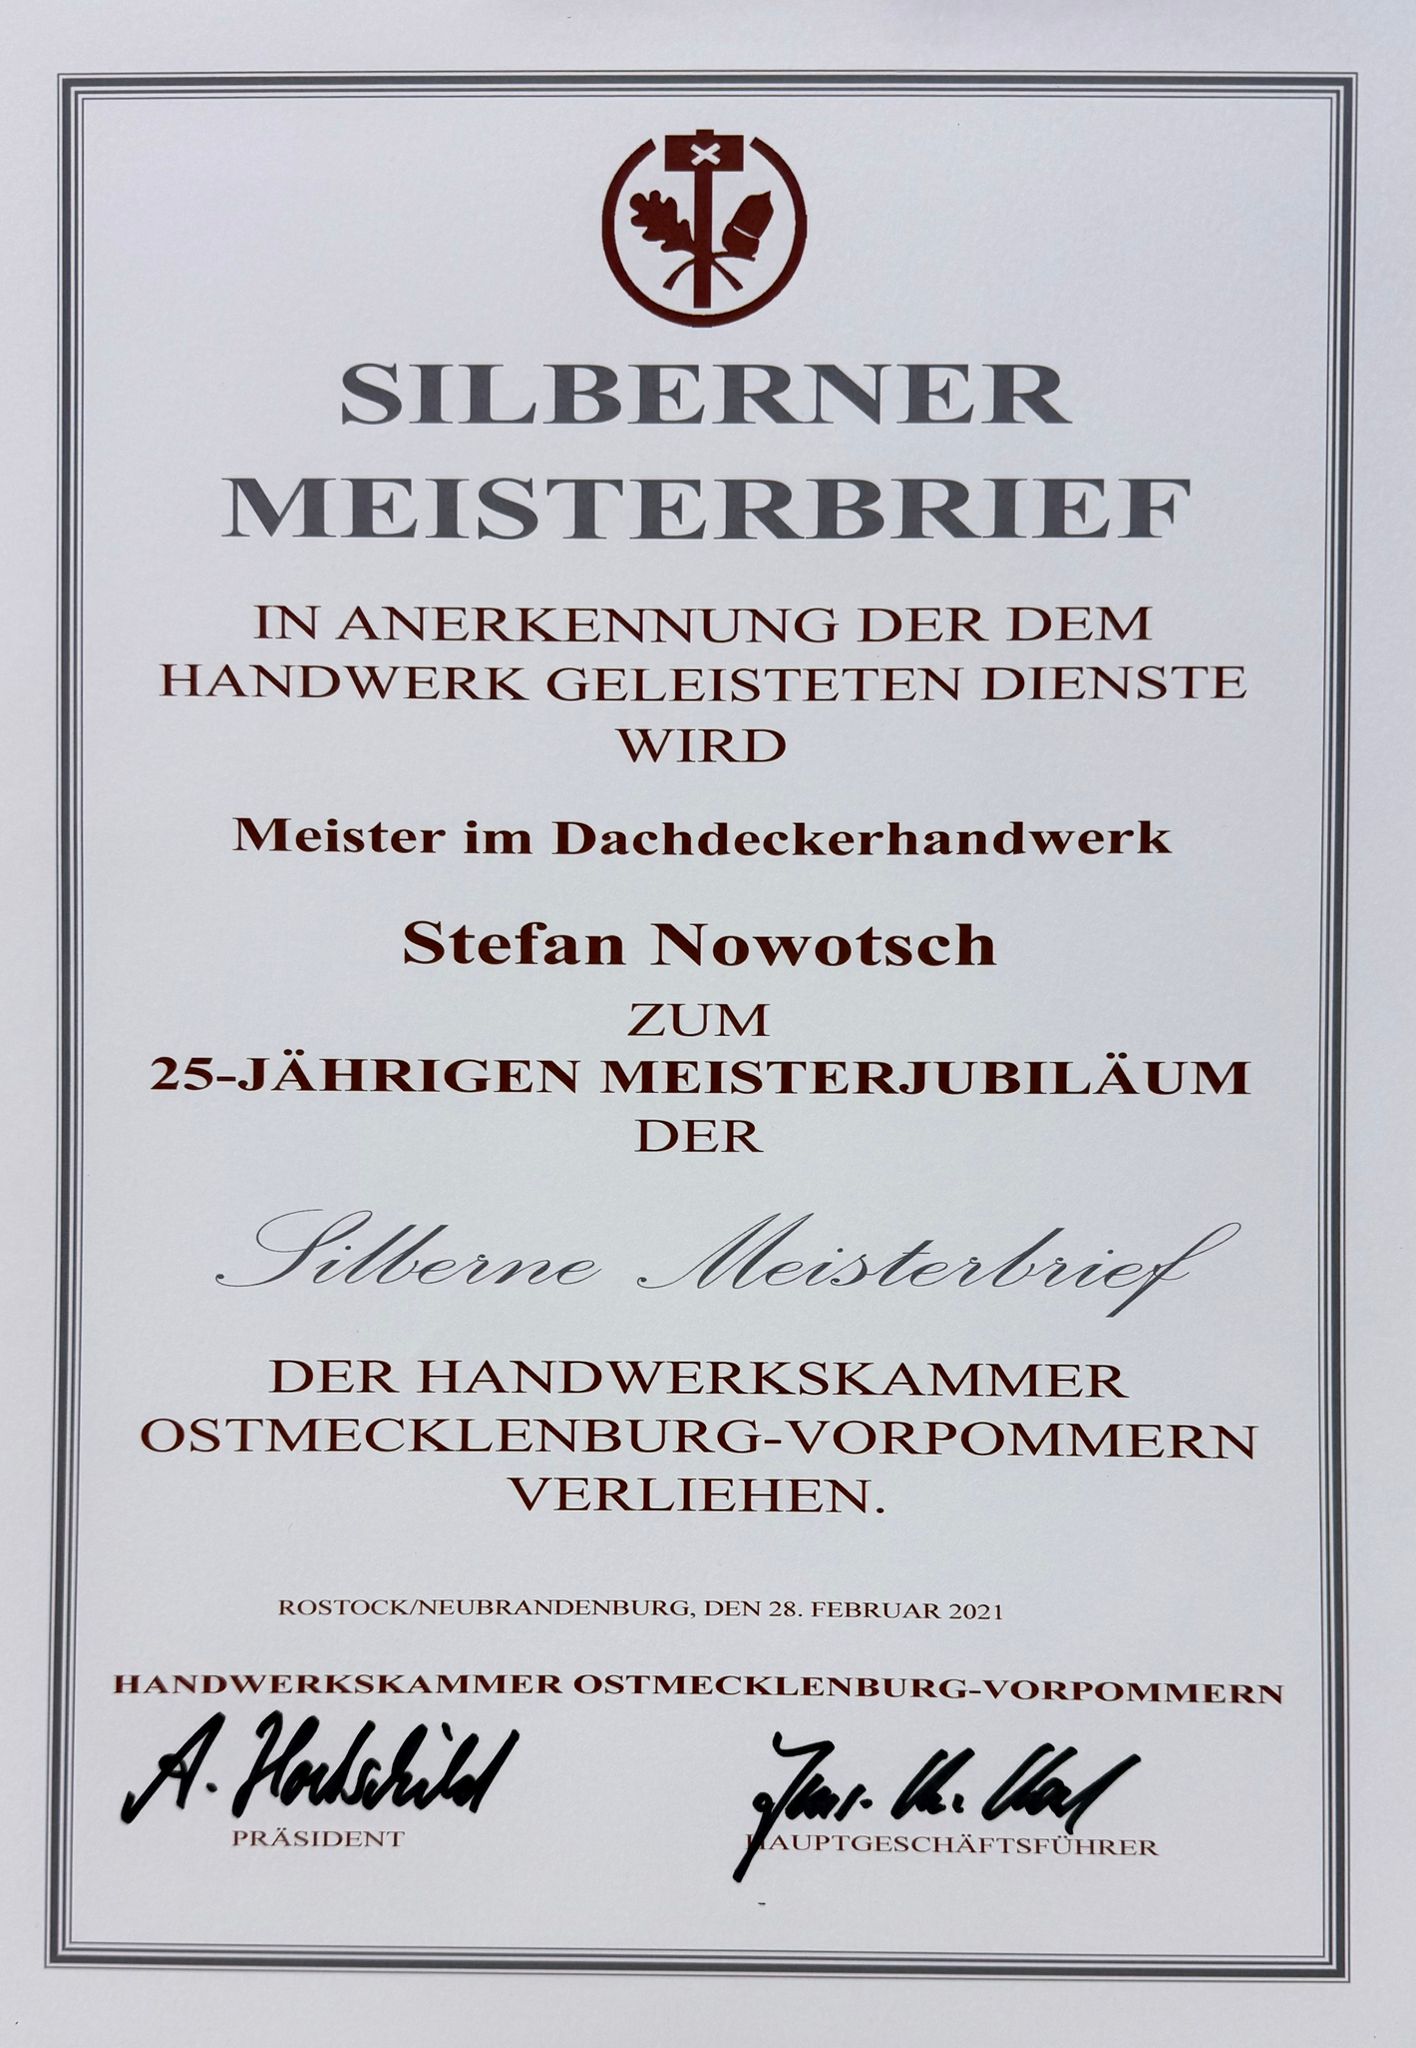 SILBERNER
MEISTERBRIEF
IN ANERKENNUNG DER DEM
HANDWERK GELEISTETEN DIENSTE
WIRD
Meister im Dachdeckerhandwerk
Stefan Nowotsch
ZUM
25-JÄHRIGEN MEISTERJUBILÄUM
DER
Silberne Meisterbrief
DER HANDWERKSKAMMER
OSTMECKLENBURG-VORPOMMERN
VERLIEHEN.
ROSTOCK/NEUBRANDENBURG, DEN 28. FEBRUAR 2021
HANDWERKSKAMMER OSTMECKLENBURG-VORPOMMERN
A. Hochschild
PRÄSIDENT
HAUPTGESCHÄFTSFÜHRER